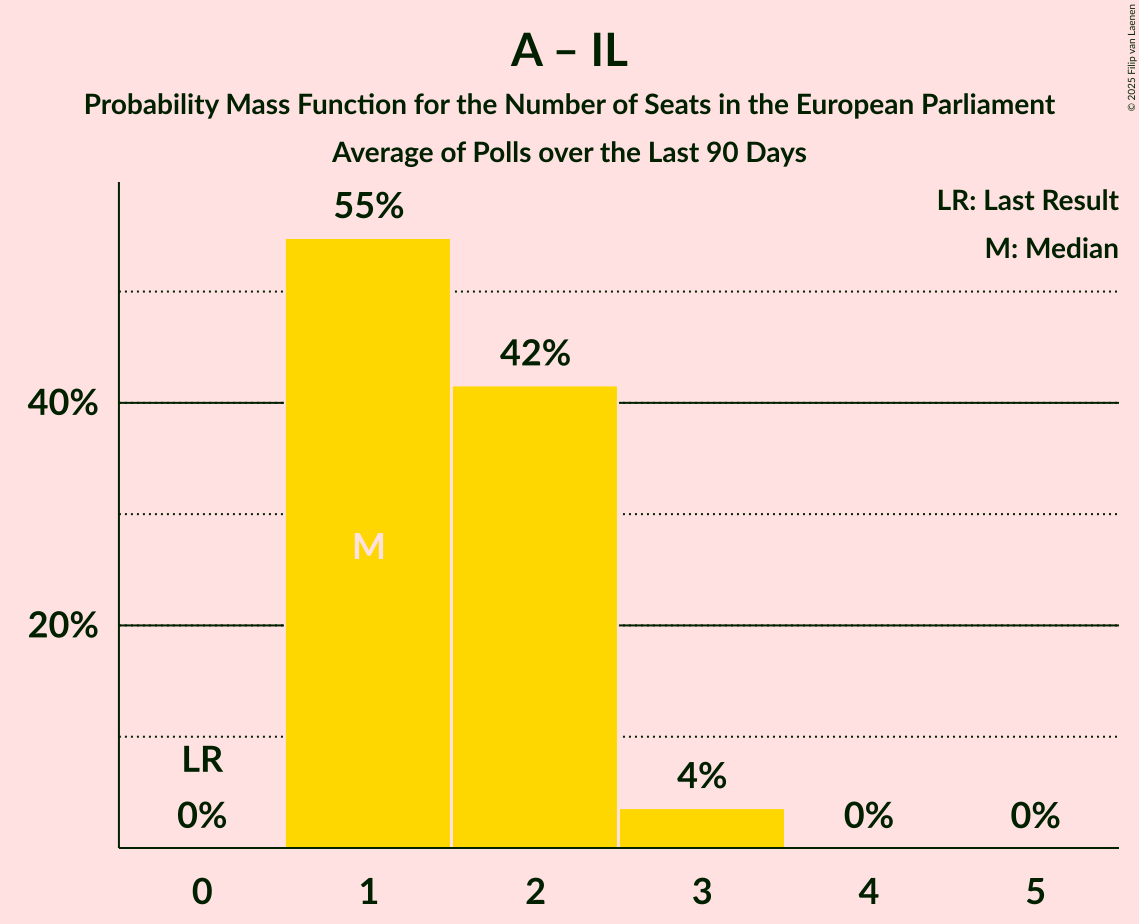 A – IL
Probability Mass Function for the Number of Seats in the European Parliament
Average of Polls over the Last 90 Days
© 2025 Filip van Laenen
LR: Last Result
M: Median
55%
42%
40%
M
20%
LR
0%
4%
0%
0%
0 1 2 3 4 5